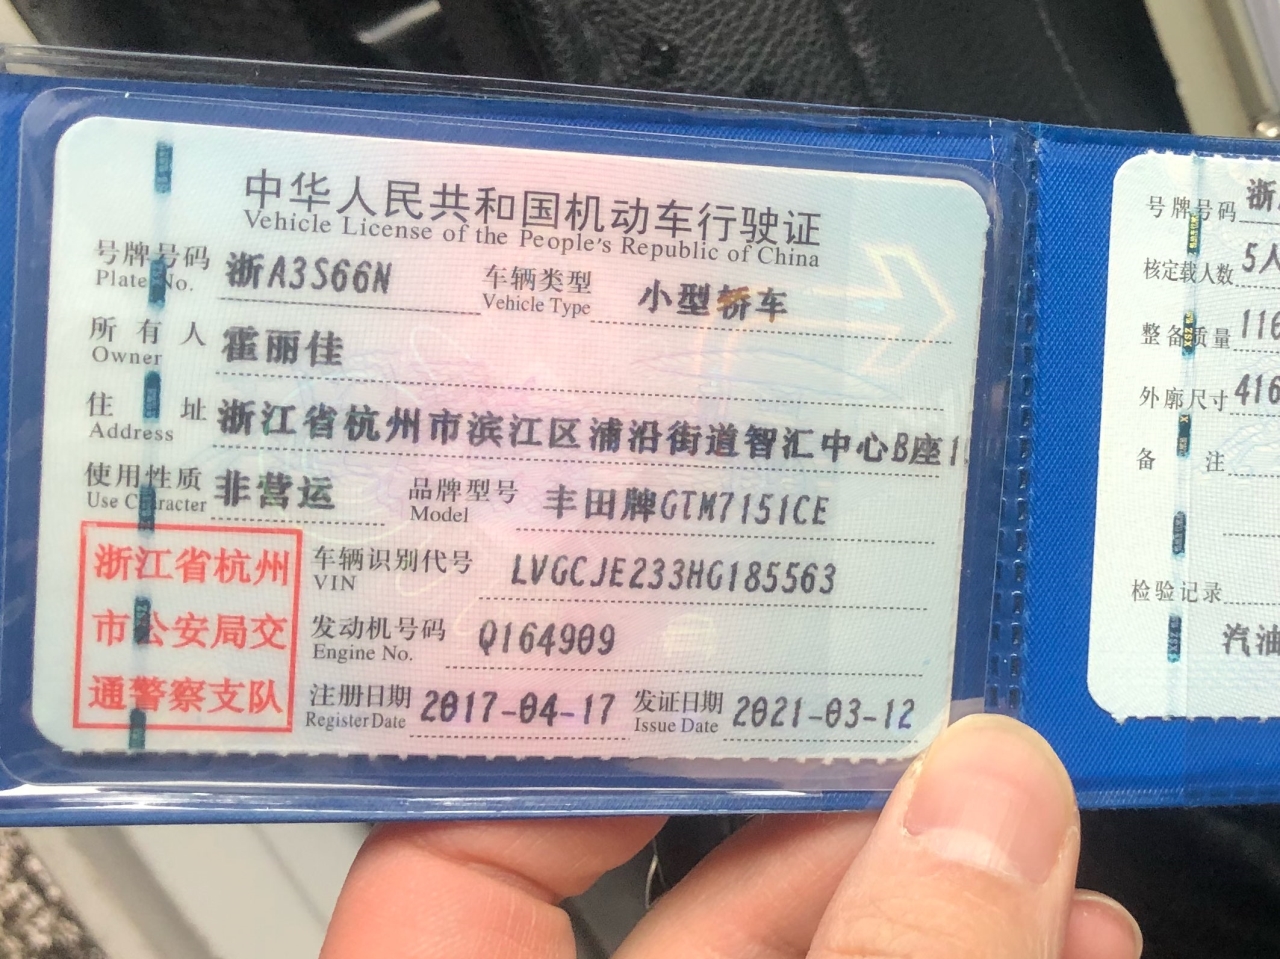 中华人民共和国机动车行驶证
Vehicle License of the People's Republic of China
号牌号码 浙A3S66N 车辆类型 小型轿车
Plate No. Vehicle Type
所有人 霍丽佳
Owner
住址 浙江省杭州市滨江区浦沿街道智汇中心B座1
Address
使用性质 非营运 品牌型号 丰田牌GTM7151CE
Use Character Model
浙江省杭州
市公安局交
通警察支队
车辆识别代号 LVGCJE233HG185563
VIN
发动机号码 Q164909
Engine No.
注册日期 2017-04-17 发证日期 2021-03-12
Register Date Issue Date
号牌号码 浙
核定载人数 5人
整备质量 116
外廓尺寸 416
备注
检验记录
汽油